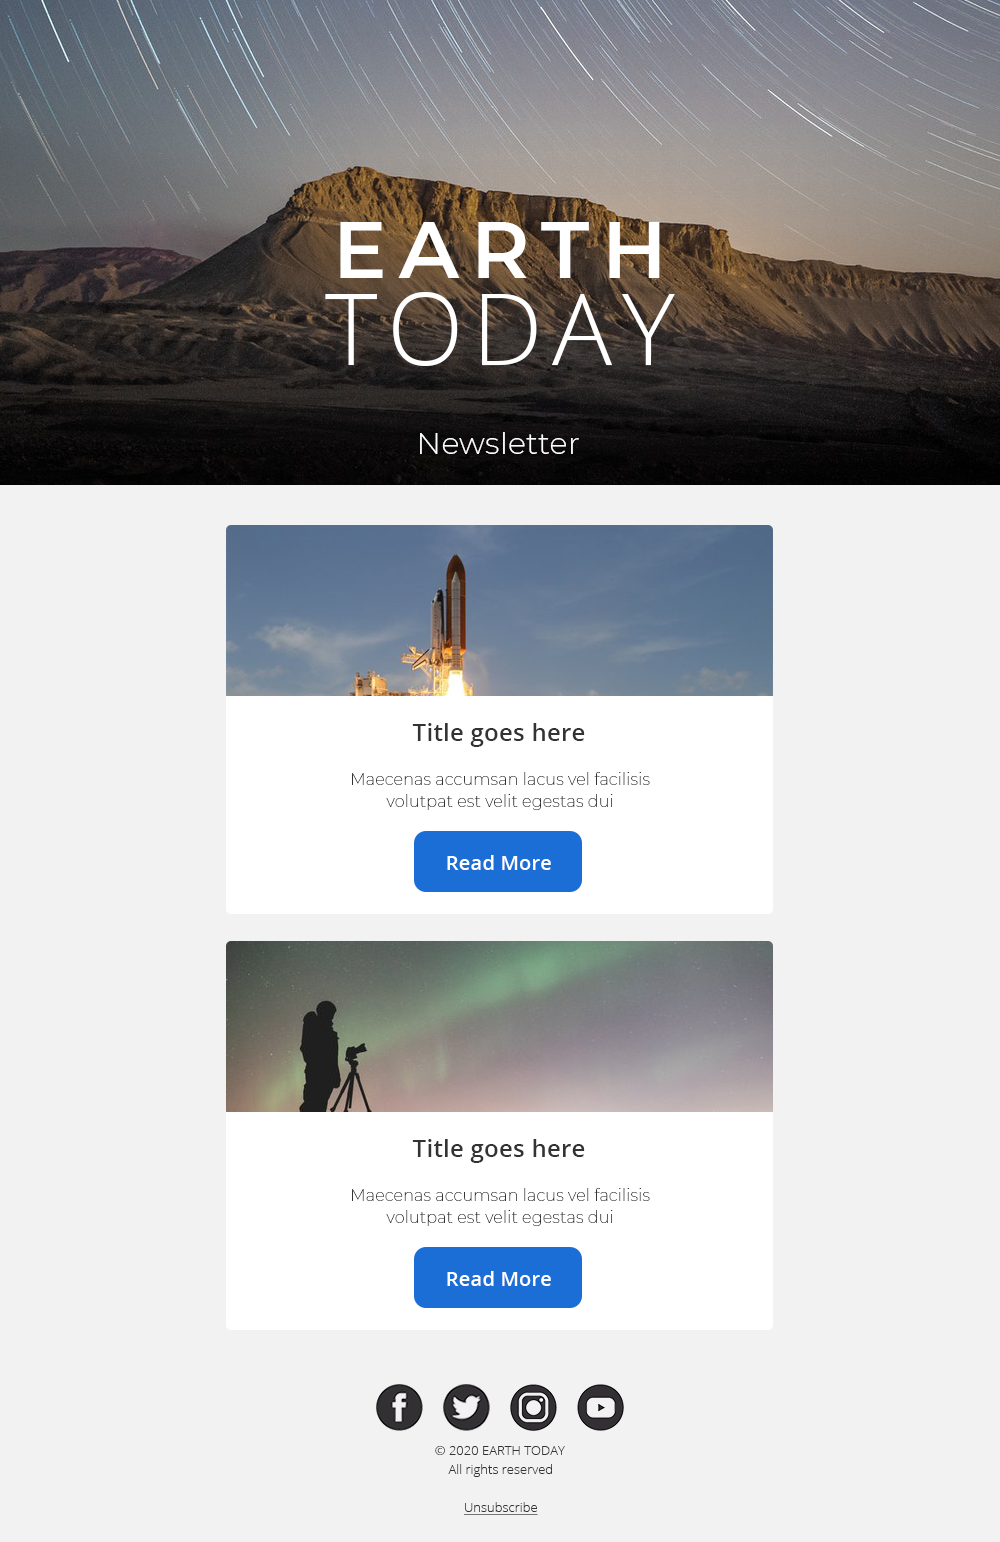 EARTH
TODAY
Newsletter
Title goes here
Maecenas accumsan lacus vel facilisis
volutpat est velit egestas dui
Read More
Title goes here
Maecenas accumsan lacus vel facilisis
volutpat est velit egestas dui
Read More
© 2020 EARTH TODAY
All rights reserved
Unsubscribe